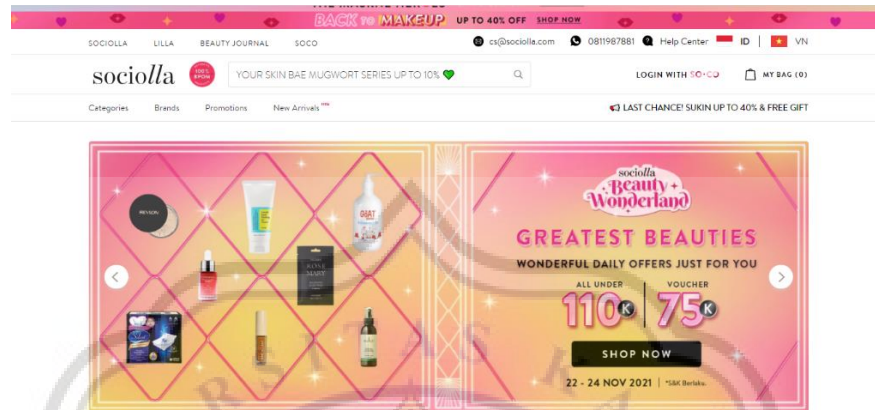 BACK TO MAKEUP UP TO 40% OFF SHOP NOW
SOCIOLLA LILLA BEAUTY JOURNAL SOCO cs@sociolla.com 0811987881 Help Center ID | VN
sociolla 100% BPOM YOUR SKIN BAE MUGWORT SERIES UP TO 10% 💚 LOGIN WITH SO•CO MY BAG (0)
Categories Brands Promotions New Arrivals LAST CHANCE! SUKIN UP TO 40% & FREE GIFT
sociolla
Beauty
Wonderland
REVLON
GOAT
GREATEST BEAUTIES
WONDERFUL DAILY OFFERS JUST FOR YOU
ROSE
MARY
ALL UNDER VOUCHER
110K 75K
SHOP NOW
22 - 24 NOV 2021 | *S&K Berlaku.
R S I T A S